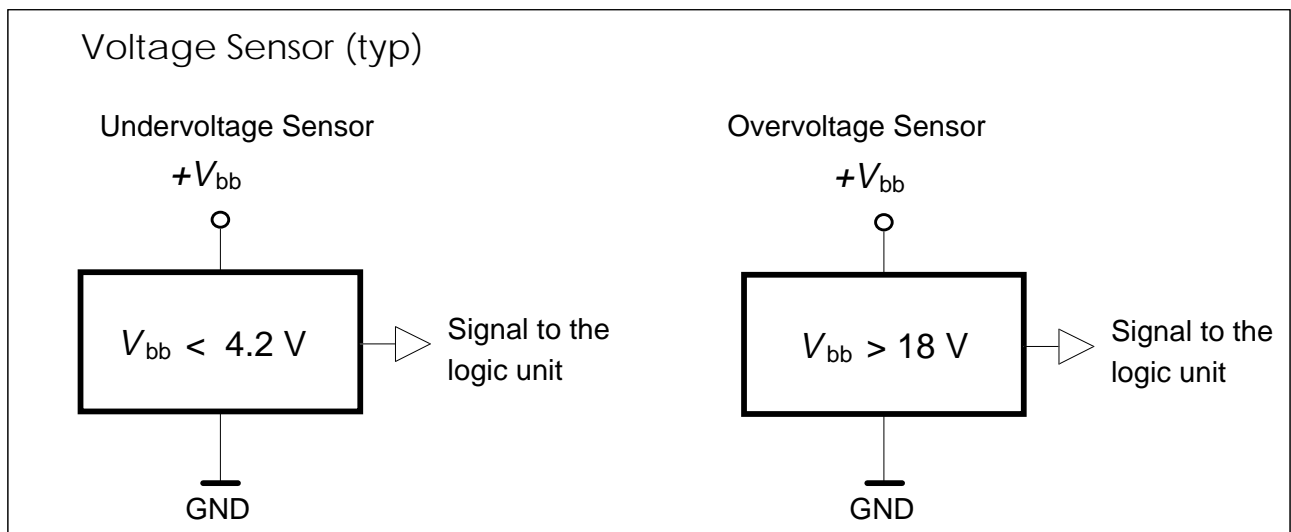 Voltage Sensor (typ)
Undervoltage Sensor
+Vbb
Vbb < 4.2 V
Signal to the
logic unit
GND
Overvoltage Sensor
+Vbb
Vbb > 18 V
Signal to the
logic unit
GND